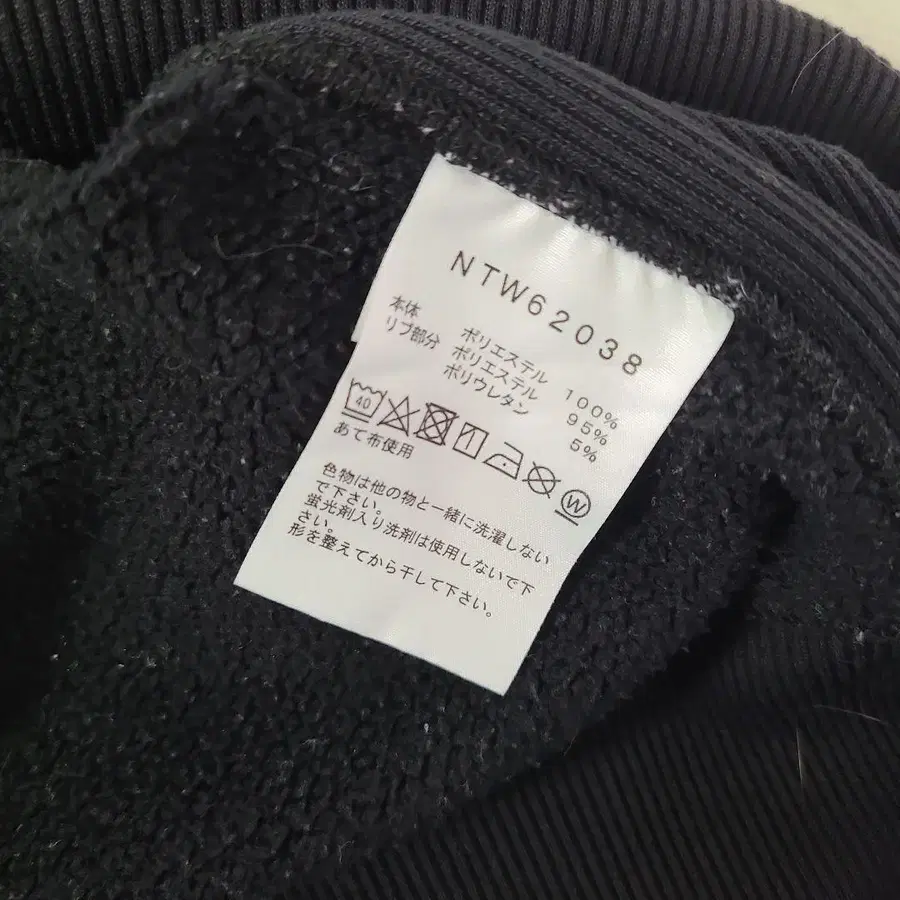 NTW62038
本体 ポリエステル 100%
リブ部分 ポリエステル 95%
ポリウレタン 5%
40 W
あて布使用
色物は他の物と一緒に洗濯しない
で下さい。
蛍光剤入り洗剤は使用しないで下
さい。
形を整えてから干して下さい。